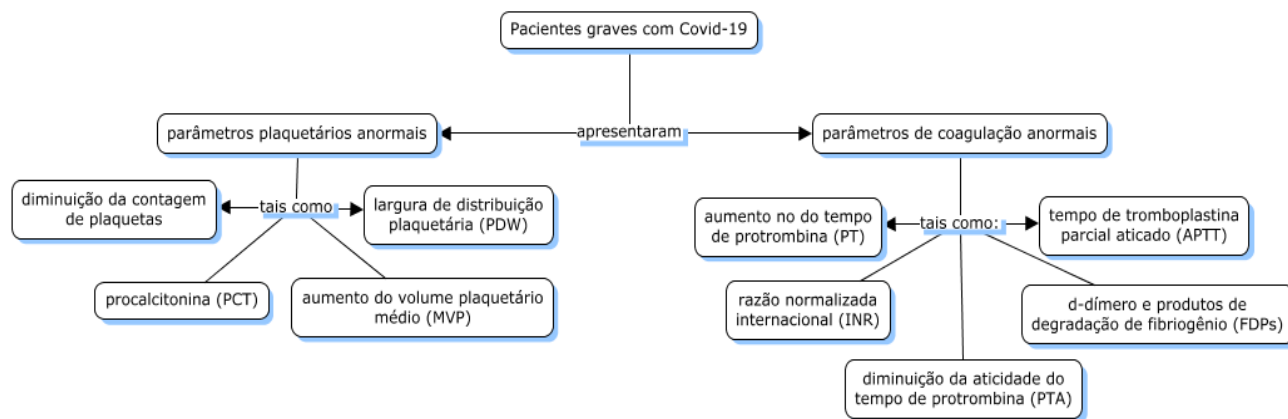 Pacientes graves com Covid-19
apresentaram
parâmetros plaquetários anormais
parâmetros de coagulação anormais
tais como
diminuição da contagem
de plaquetas
largura de distribuição
plaquetária (PDW)
procalcitonina (PCT)
aumento do volume plaquetário
médio (MVP)
tais como:
aumento no do tempo
de protrombina (PT)
tempo de tromboplastina
parcial aticado (APTT)
razão normalizada
internacional (INR)
d-dímero e produtos de
degradação de fibriogênio (FDPs)
diminuição da aticidade do
tempo de protrombina (PTA)